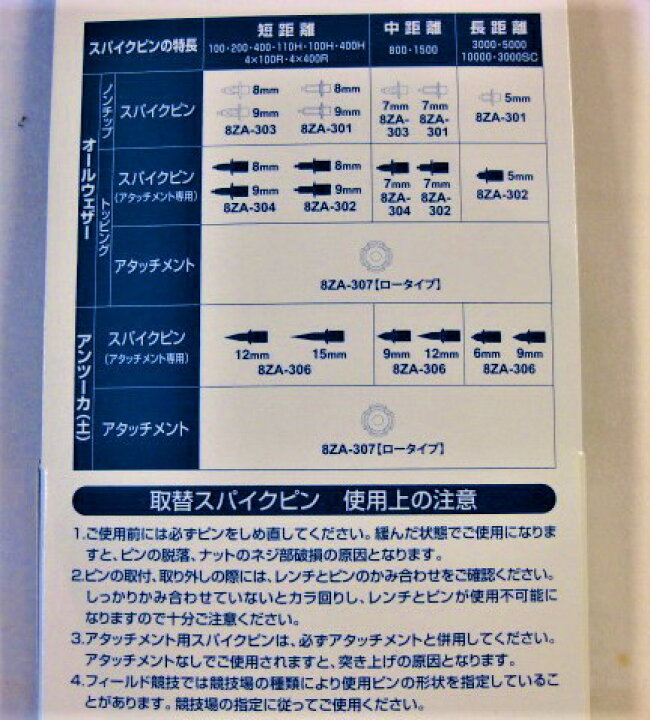 スパイクピンの特長
短距離
100・200・400・110H・100H・400H
4×100R・4×400R
中距離
800・1500
長距離
3000・5000
10000・3000SC
オールウェザー
ノンチップ
スパイクピン
8mm 8mm
9mm 9mm
8ZA-303 8ZA-301
7mm 7mm
8ZA-303 8ZA-301
5mm
8ZA-301
トッピング
スパイクピン
(アタッチメント専用)
8mm 8mm
9mm 9mm
8ZA-304 8ZA-302
7mm 7mm
8ZA-304 8ZA-302
5mm
8ZA-302
アタッチメント
8ZA-307【ロータイプ】
アンツーカ(土)
スパイクピン
(アタッチメント専用)
12mm 15mm
8ZA-306
9mm 12mm
8ZA-306
6mm 9mm
8ZA-306
アタッチメント
8ZA-307【ロータイプ】
取替スパイクピン 使用上の注意
1.ご使用前には必ずピンをしめ直してください。緩んだ状態でご使用になりま
すと、ピンの脱落、ナットのネジ部破損の原因となります。
2.ピンの取付、取り外しの際には、レンチとピンのかみ合わせをご確認ください。
しっかりかみ合わせていないとカラ回りし、レンチとピンが使用不可能に
なりますので十分ご注意ください。
3.アタッチメント用スパイクピンは、必ずアタッチメントと併用してください。
アタッチメントなしでご使用されますと、突き上げの原因となります。
4.フィールド競技では競技場の種類により使用ピンの形状を指定しているこ
とがあります。競技場の指定に従ってご使用ください。